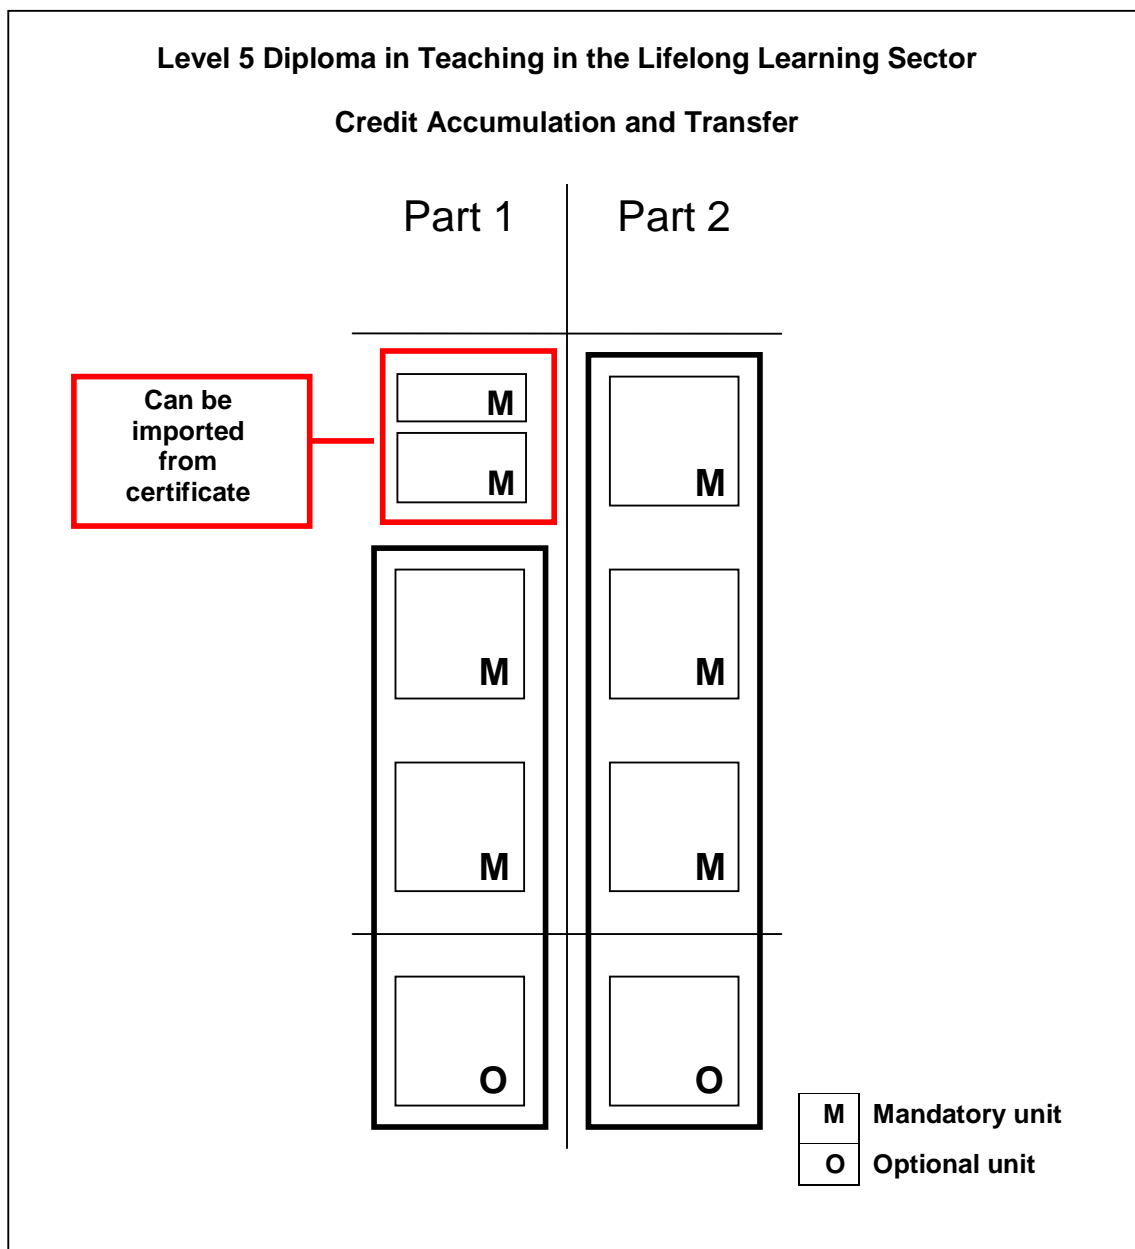 Level 5 Diploma in Teaching in the Lifelong Learning Sector
Credit Accumulation and Transfer
Part 1
Part 2
Can be
imported
from
certificate
M
M
M
M
M
M
M
O
O
M Mandatory unit
O Optional unit